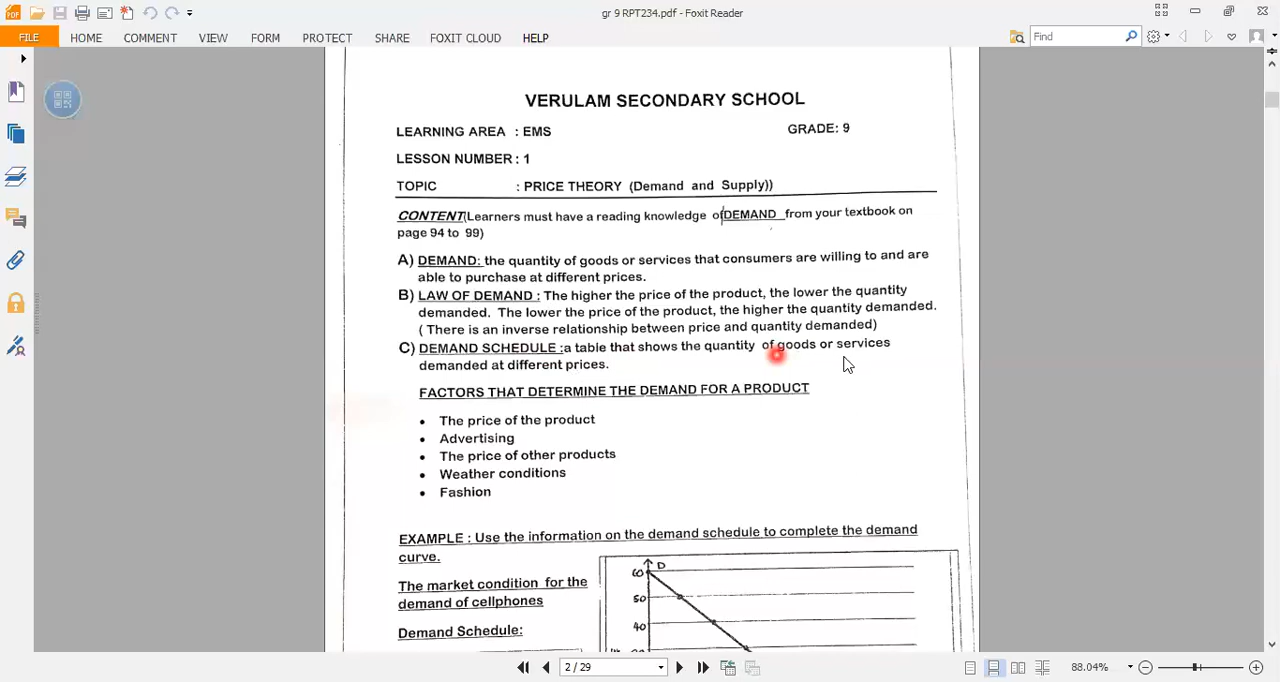 gr 9 RPT234.pdf - Foxit Reader
FILE HOME COMMENT VIEW FORM PROTECT SHARE FOXIT CLOUD HELP Find
VERULAM SECONDARY SCHOOL
LEARNING AREA : EMS GRADE: 9
LESSON NUMBER : 1
TOPIC : PRICE THEORY (Demand and Supply))
CONTENT(Learners must have a reading knowledge of DEMAND from your textbook on
page 94 to 99)
A) DEMAND: the quantity of goods or services that consumers are willing to and are
able to purchase at different prices.
B) LAW OF DEMAND : The higher the price of the product, the lower the quantity
demanded. The lower the price of the product, the higher the quantity demanded.
( There is an inverse relationship between price and quantity demanded)
C) DEMAND SCHEDULE :a table that shows the quantity of goods or services
demanded at different prices.
FACTORS THAT DETERMINE THE DEMAND FOR A PRODUCT
• The price of the product
• Advertising
• The price of other products
• Weather conditions
• Fashion
EXAMPLE : Use the information on the demand schedule to complete the demand
curve.
The market condition for the
demand of cellphones
Demand Schedule:
D
60
50
40
2 / 29 88.04%